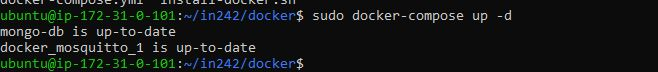 docker-compose.yml  install-docker.sh
ubuntu@ip-172-31-0-101:~/in242/docker$ sudo docker-compose up -d
mongo-db is up-to-date
docker_mosquitto_1 is up-to-date
ubuntu@ip-172-31-0-101:~/in242/docker$